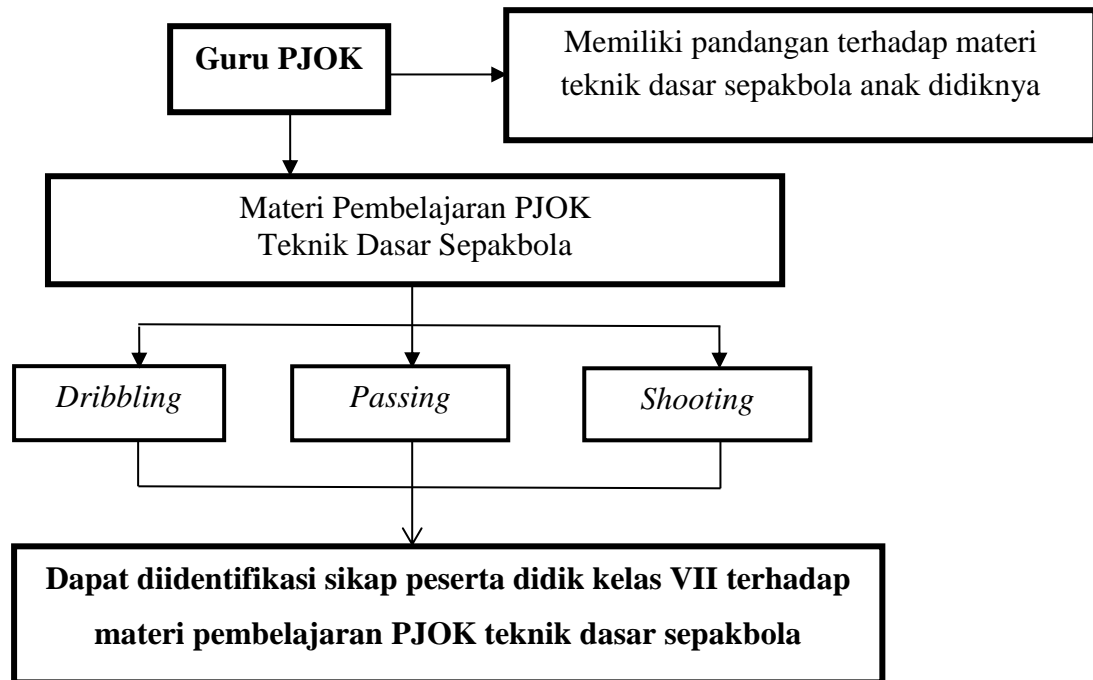 Guru PJOK
Memiliki pandangan terhadap materi
teknik dasar sepakbola anak didiknya
Materi Pembelajaran PJOK
Teknik Dasar Sepakbola
Dribbling
Passing
Shooting
Dapat diidentifikasi sikap peserta didik kelas VII terhadap
materi pembelajaran PJOK teknik dasar sepakbola